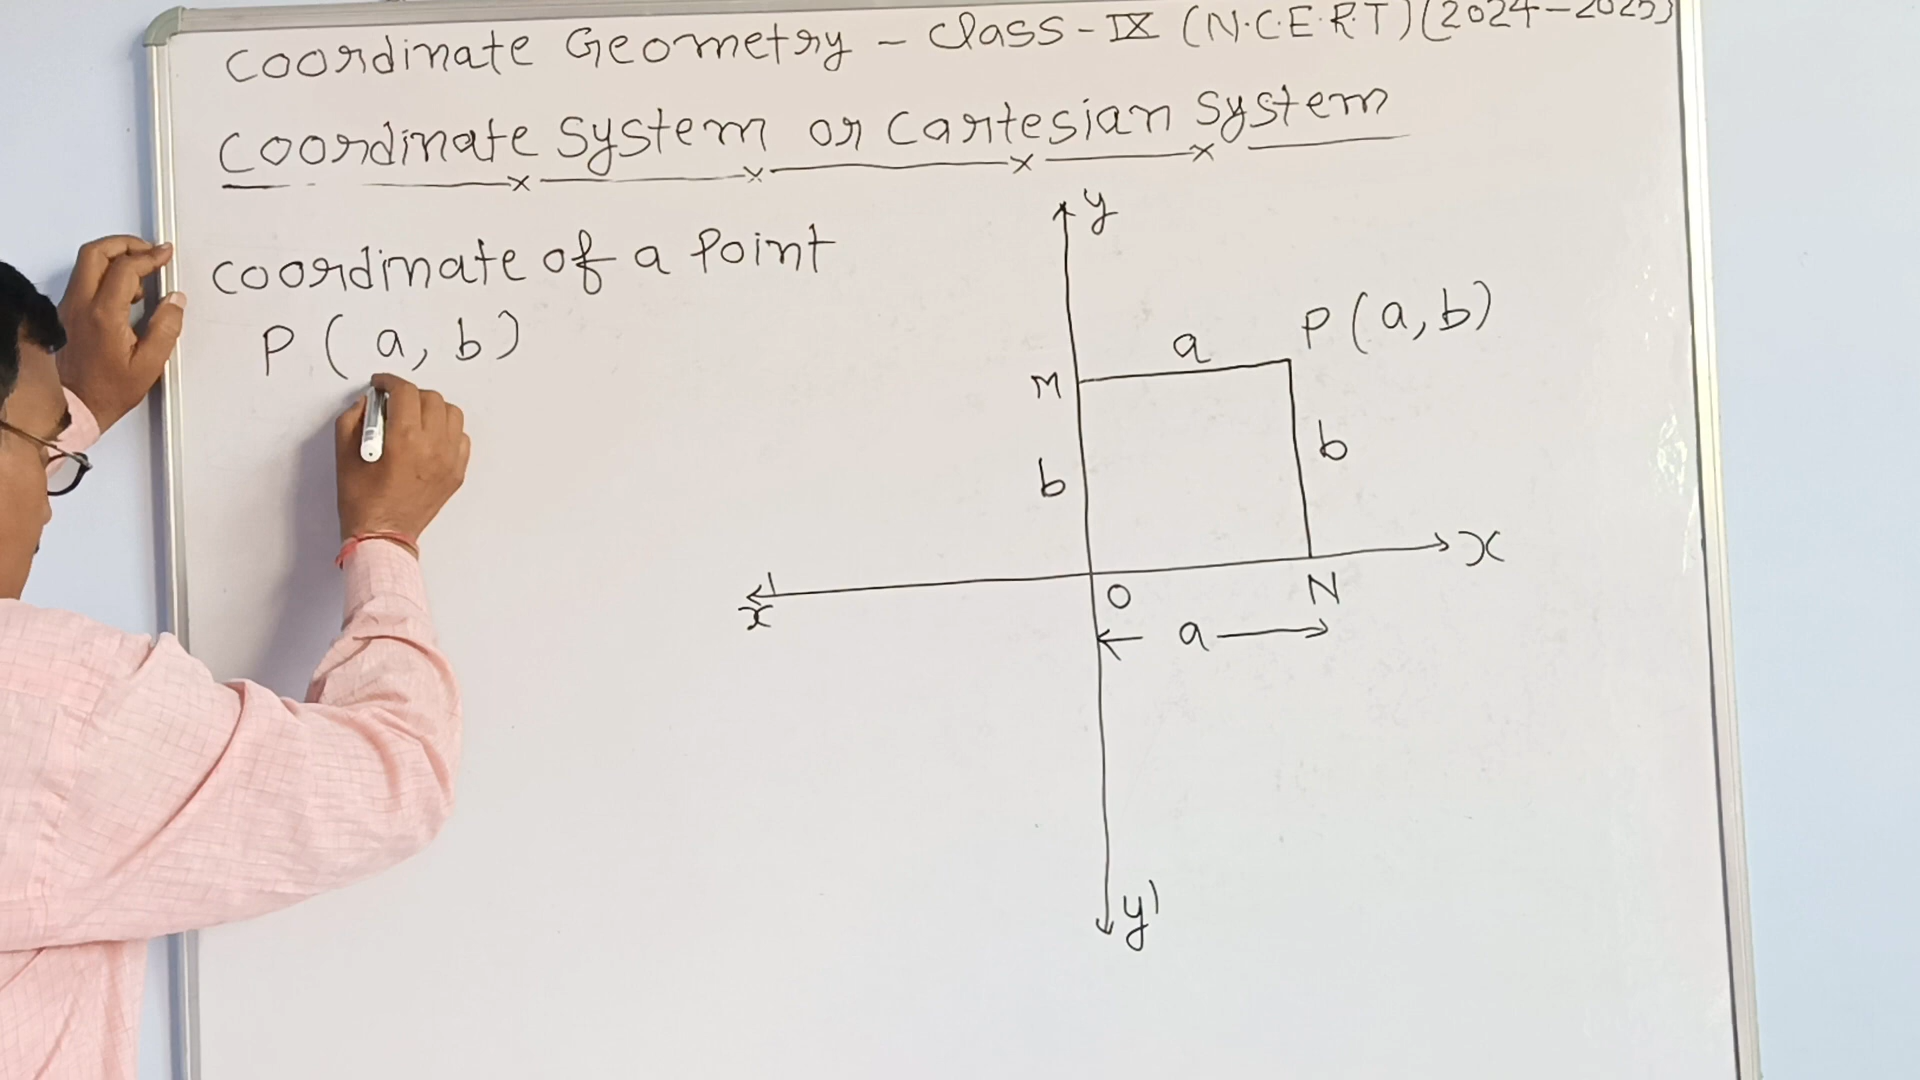 Coordinate Geometry - Class-IX (N.C.E.R.T) (2024-2025)
Coordinate System or Cartesian System
Coordinate of a Point
P (a, b)
y
P (a, b)
a
M
b
b
x
x'
O
N
a
y'